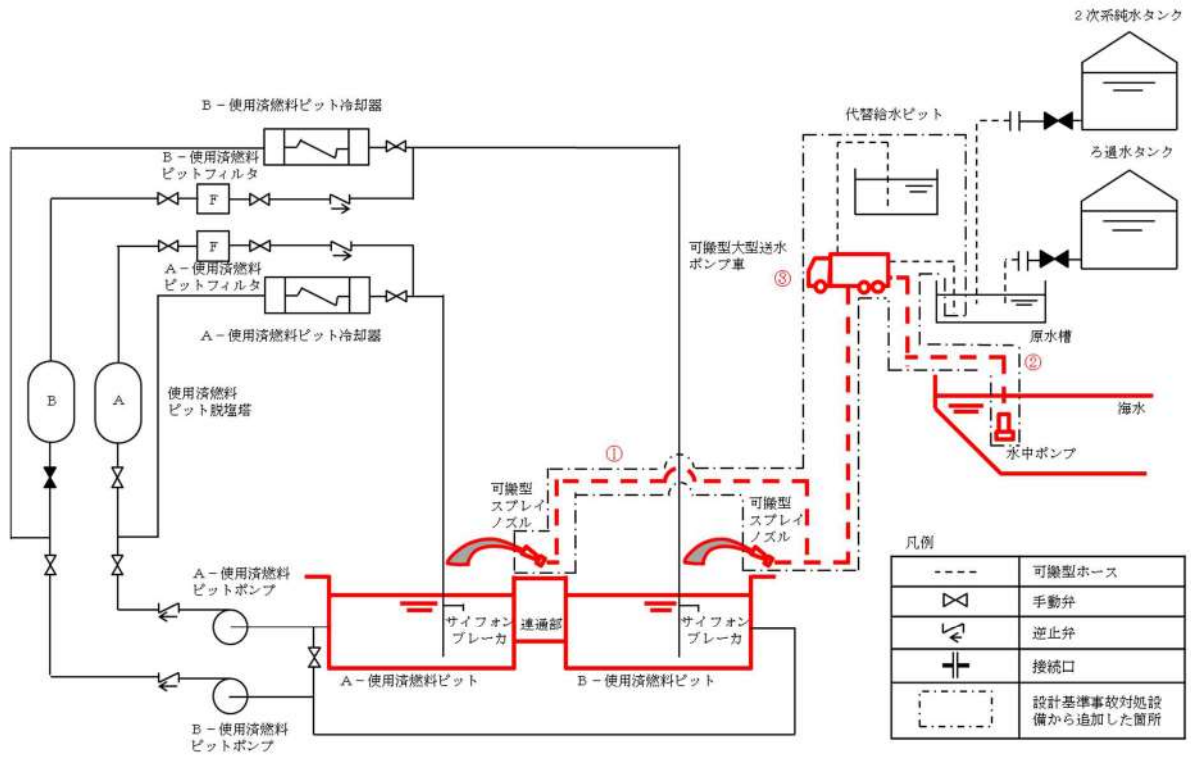 ２次系純水タンク
Ｂ－使用済燃料ピット冷却器
代替給水ピット
Ｂ－使用済燃料
ピットフィルタ
ろ過水タンク
F
F
Ａ－使用済燃料
ピットフィルタ
可搬型大型送水
ポンプ車
③
Ａ－使用済燃料ピット冷却器
原水槽
②
B
A
使用済燃料
ピット脱塩塔
海水
水中ポンプ
①
可搬型
スプレイ
ノズル
可搬型
スプレイ
ノズル
凡例
可搬型ホース
手動弁
逆止弁
接続口
設計基準事故対処設
備から追加した箇所
Ａ－使用済燃料
ピットポンプ
サイフォン
ブレーカ
連通部
サイフォン
ブレーカ
Ａ－使用済燃料ピット
Ｂ－使用済燃料ピット
Ｂ－使用済燃料
ピットポンプ